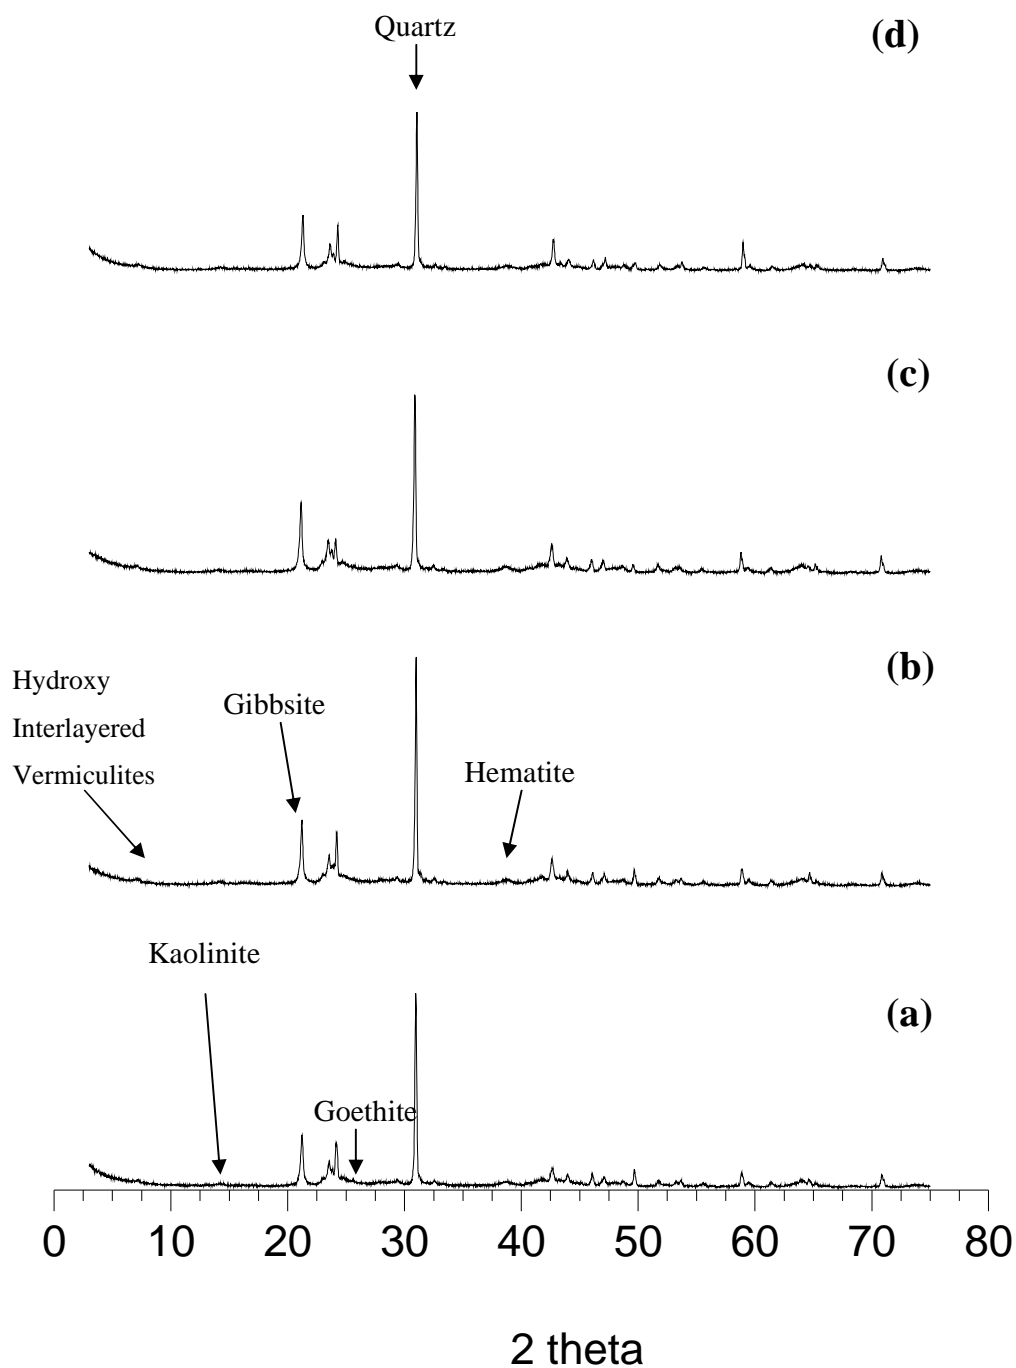 Quartz
(d)
(c)
(b)
Hydroxy
Interlayered
Vermiculites
Gibbsite
Hematite
Kaolinite
(a)
Goethite
0 10 20 30 40 50 60 70 80
2 theta